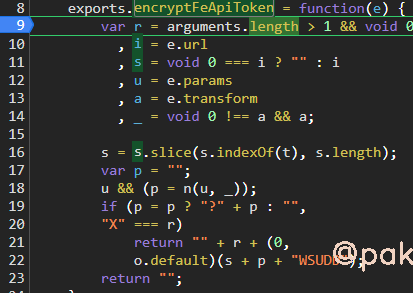 8 exports.encryptFeApiToken = function(e) {
9 var r = arguments.length > 1 && void 0
10 , i = e.url
11 , s = void 0 === i ? "" : i
12 , u = e.params
13 , a = e.transform
14 , _ = void 0 !== a && a;
15
16 s = s.slice(s.indexOf(t), s.length);
17 var p = "";
18 u && (p = n(u, _));
19 if (p = p ? "?" + p : "",
20 "X" === r)
21 return "" + r + (0,
22 o.default)(s + p + "WSUDD");
23 return "";
24
@pak